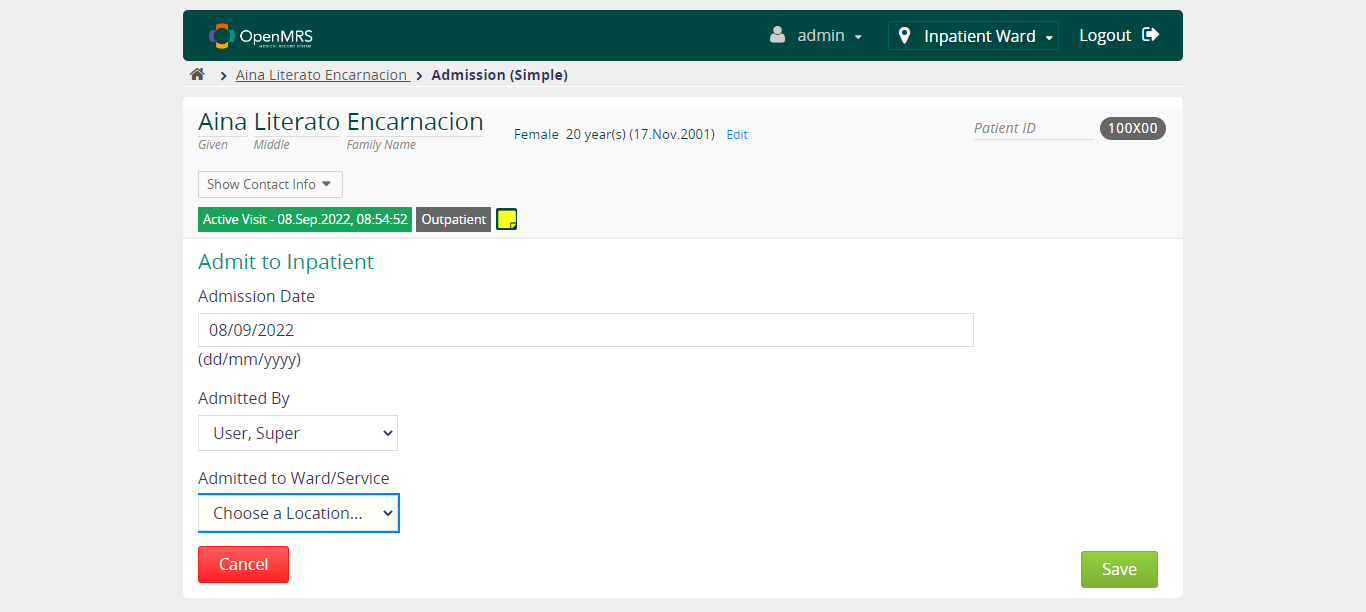 OpenMRS
MEDICAL RECORD SYSTEM
admin
Inpatient Ward
Logout
Aina Literato Encarnacion > Admission (Simple)
Aina Literato Encarnacion
Given Middle Family Name
Female 20 year(s) (17.Nov.2001) Edit
Patient ID 100X00
Show Contact Info
Active Visit - 08.Sep.2022, 08:54:52 Outpatient
Admit to Inpatient
Admission Date
08/09/2022
(dd/mm/yyyy)
Admitted By
User, Super
Admitted to Ward/Service
Choose a Location...
Cancel
Save